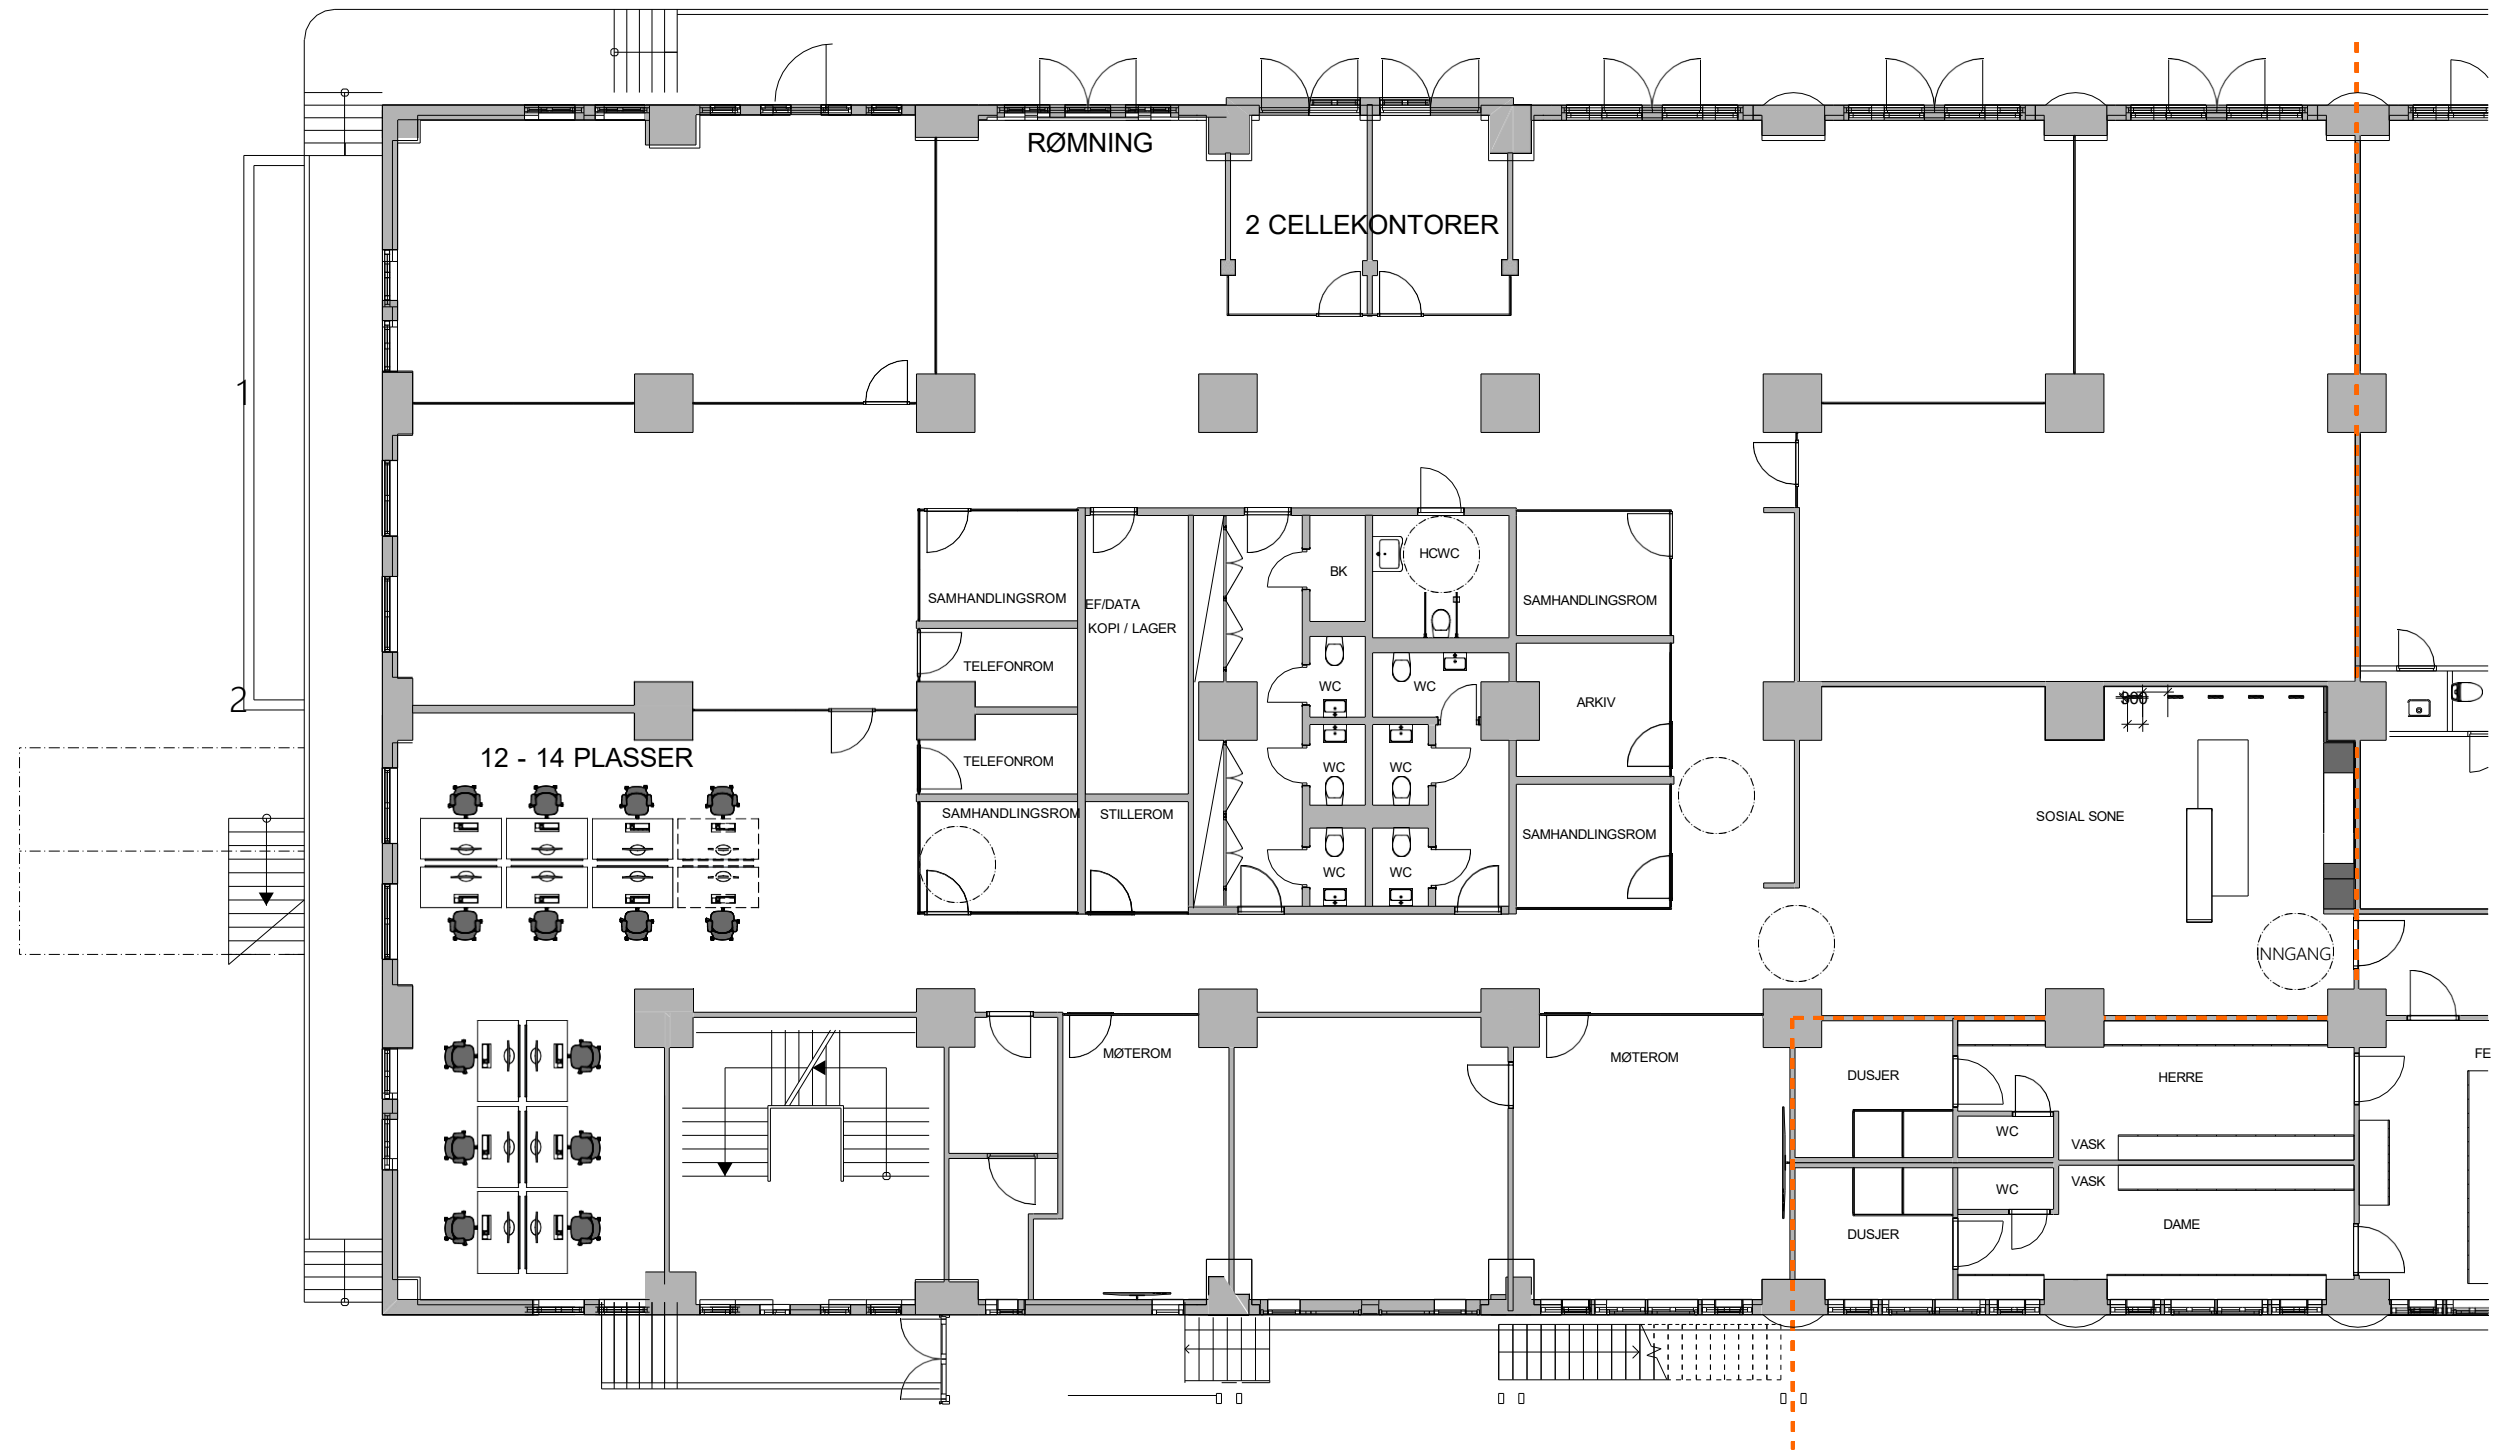 RØMNING
2 CELLEKONTORER
1
2
12 - 14 PLASSER
SAMHANDLINGSROM
TELEFONROM
TELEFONROM
SAMHANDLINGSROM
EF/DATA
KOPI / LAGER
STILLEROM
BK
HCWC
WC
WC
WC
WC
WC
WC
SAMHANDLINGSROM
ARKIV
SAMHANDLINGSROM
SOSIAL SONE
INNGANG
MØTEROM
MØTEROM
DUSJER
HERRE
WC
VASK
WC
VASK
DUSJER
DAME
FE